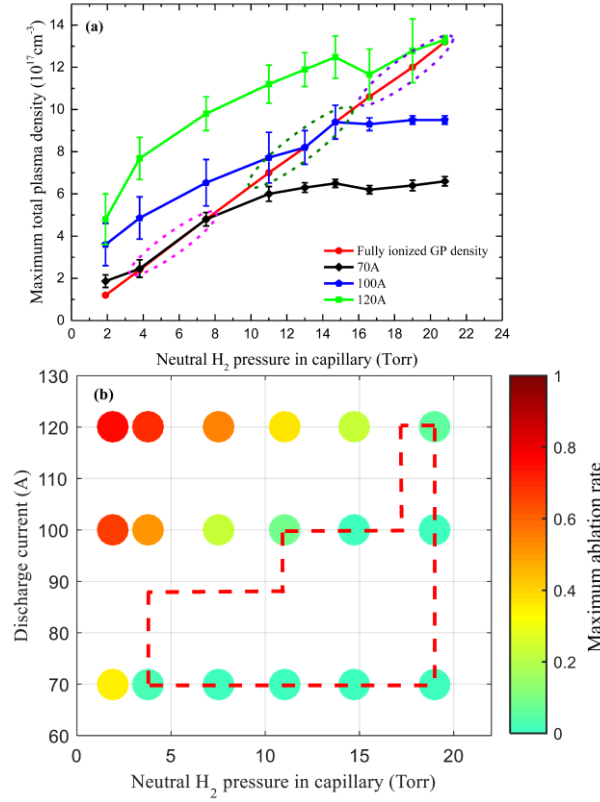 (a)
Maximum total plasma density (10¹⁷cm⁻³)
14
12
10
8
6
4
2
0
Fully ionized GP density
70A
100A
120A
0 2 4 6 8 10 12 14 16 18 20 22 24
Neutral H₂ pressure in capillary (Torr)
(b)
Discharge current (A)
130
120
110
100
90
80
70
60
0 5 10 15 20
Neutral H₂ pressure in capillary (Torr)
1
0.8
0.6
0.4
0.2
0
Maximum ablation rate